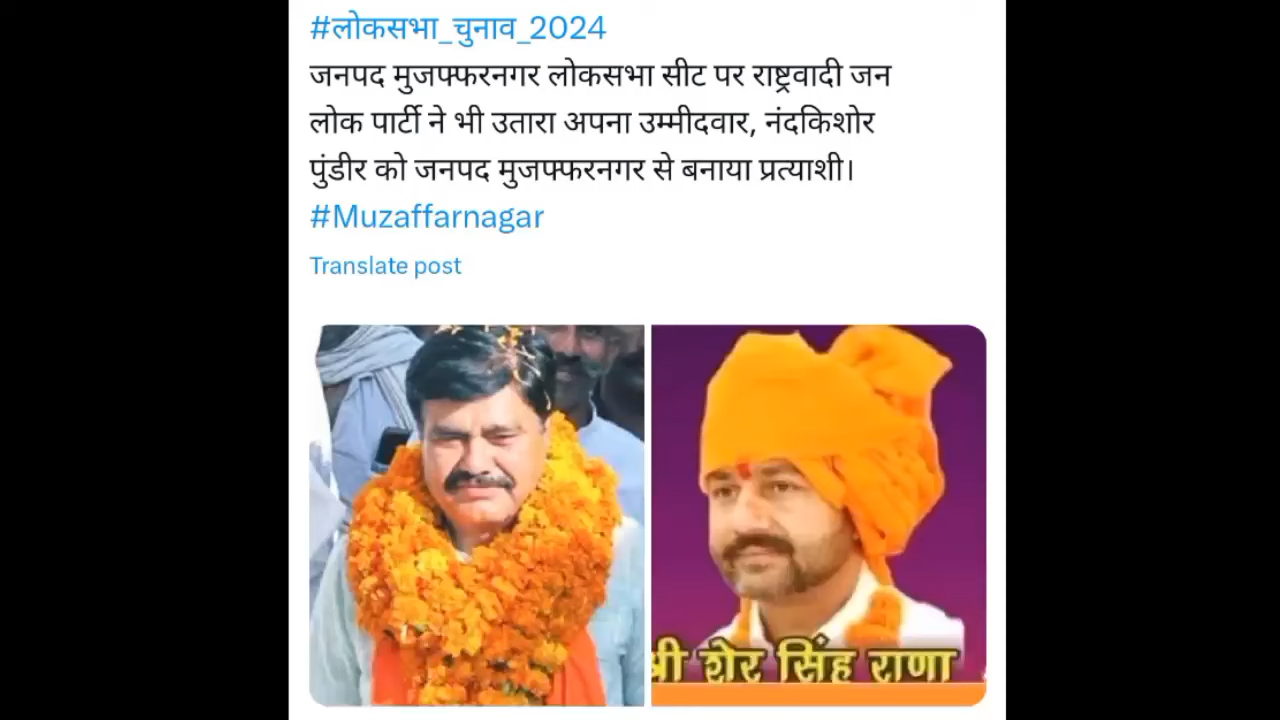 #लोकसभा_चुनाव_2024
जनपद मुजफ्फरनगर लोकसभा सीट पर राष्ट्रवादी जन
लोक पार्टी ने भी उतारा अपना उम्मीदवार, नंदकिशोर
पुंडीर को जनपद मुजफ्फरनगर से बनाया प्रत्याशी।
#Muzaffarnagar
Translate post
श्री शेर सिंह राणा